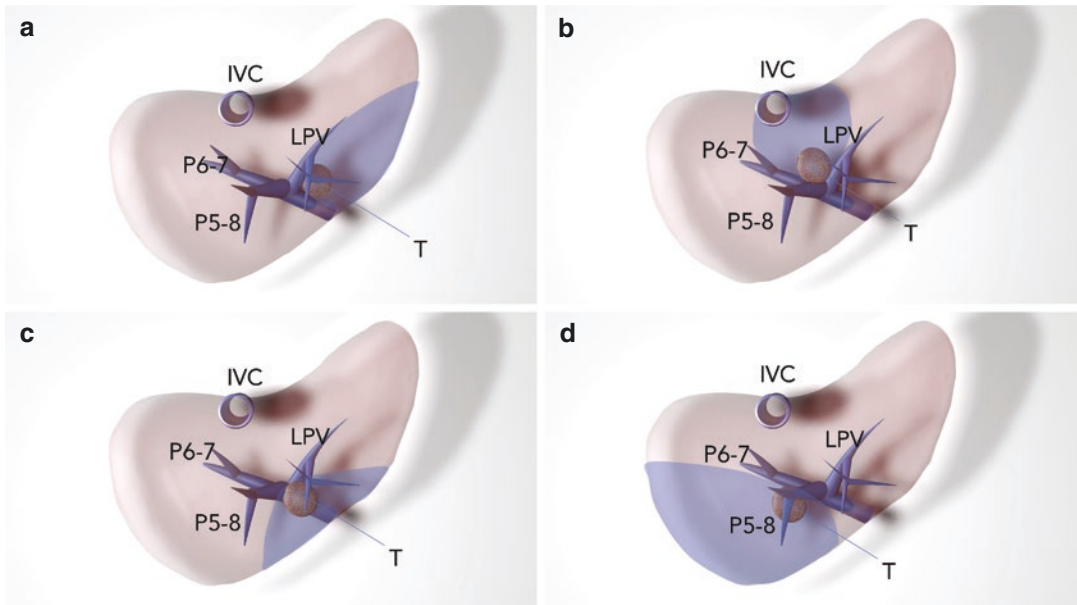 a
IVC
LPV
P6-7
P5-8
T
b
IVC
LPV
P6-7
P5-8
T
c
IVC
LPV
P6-7
P5-8
T
d
IVC
LPV
P6-7
P5-8
T